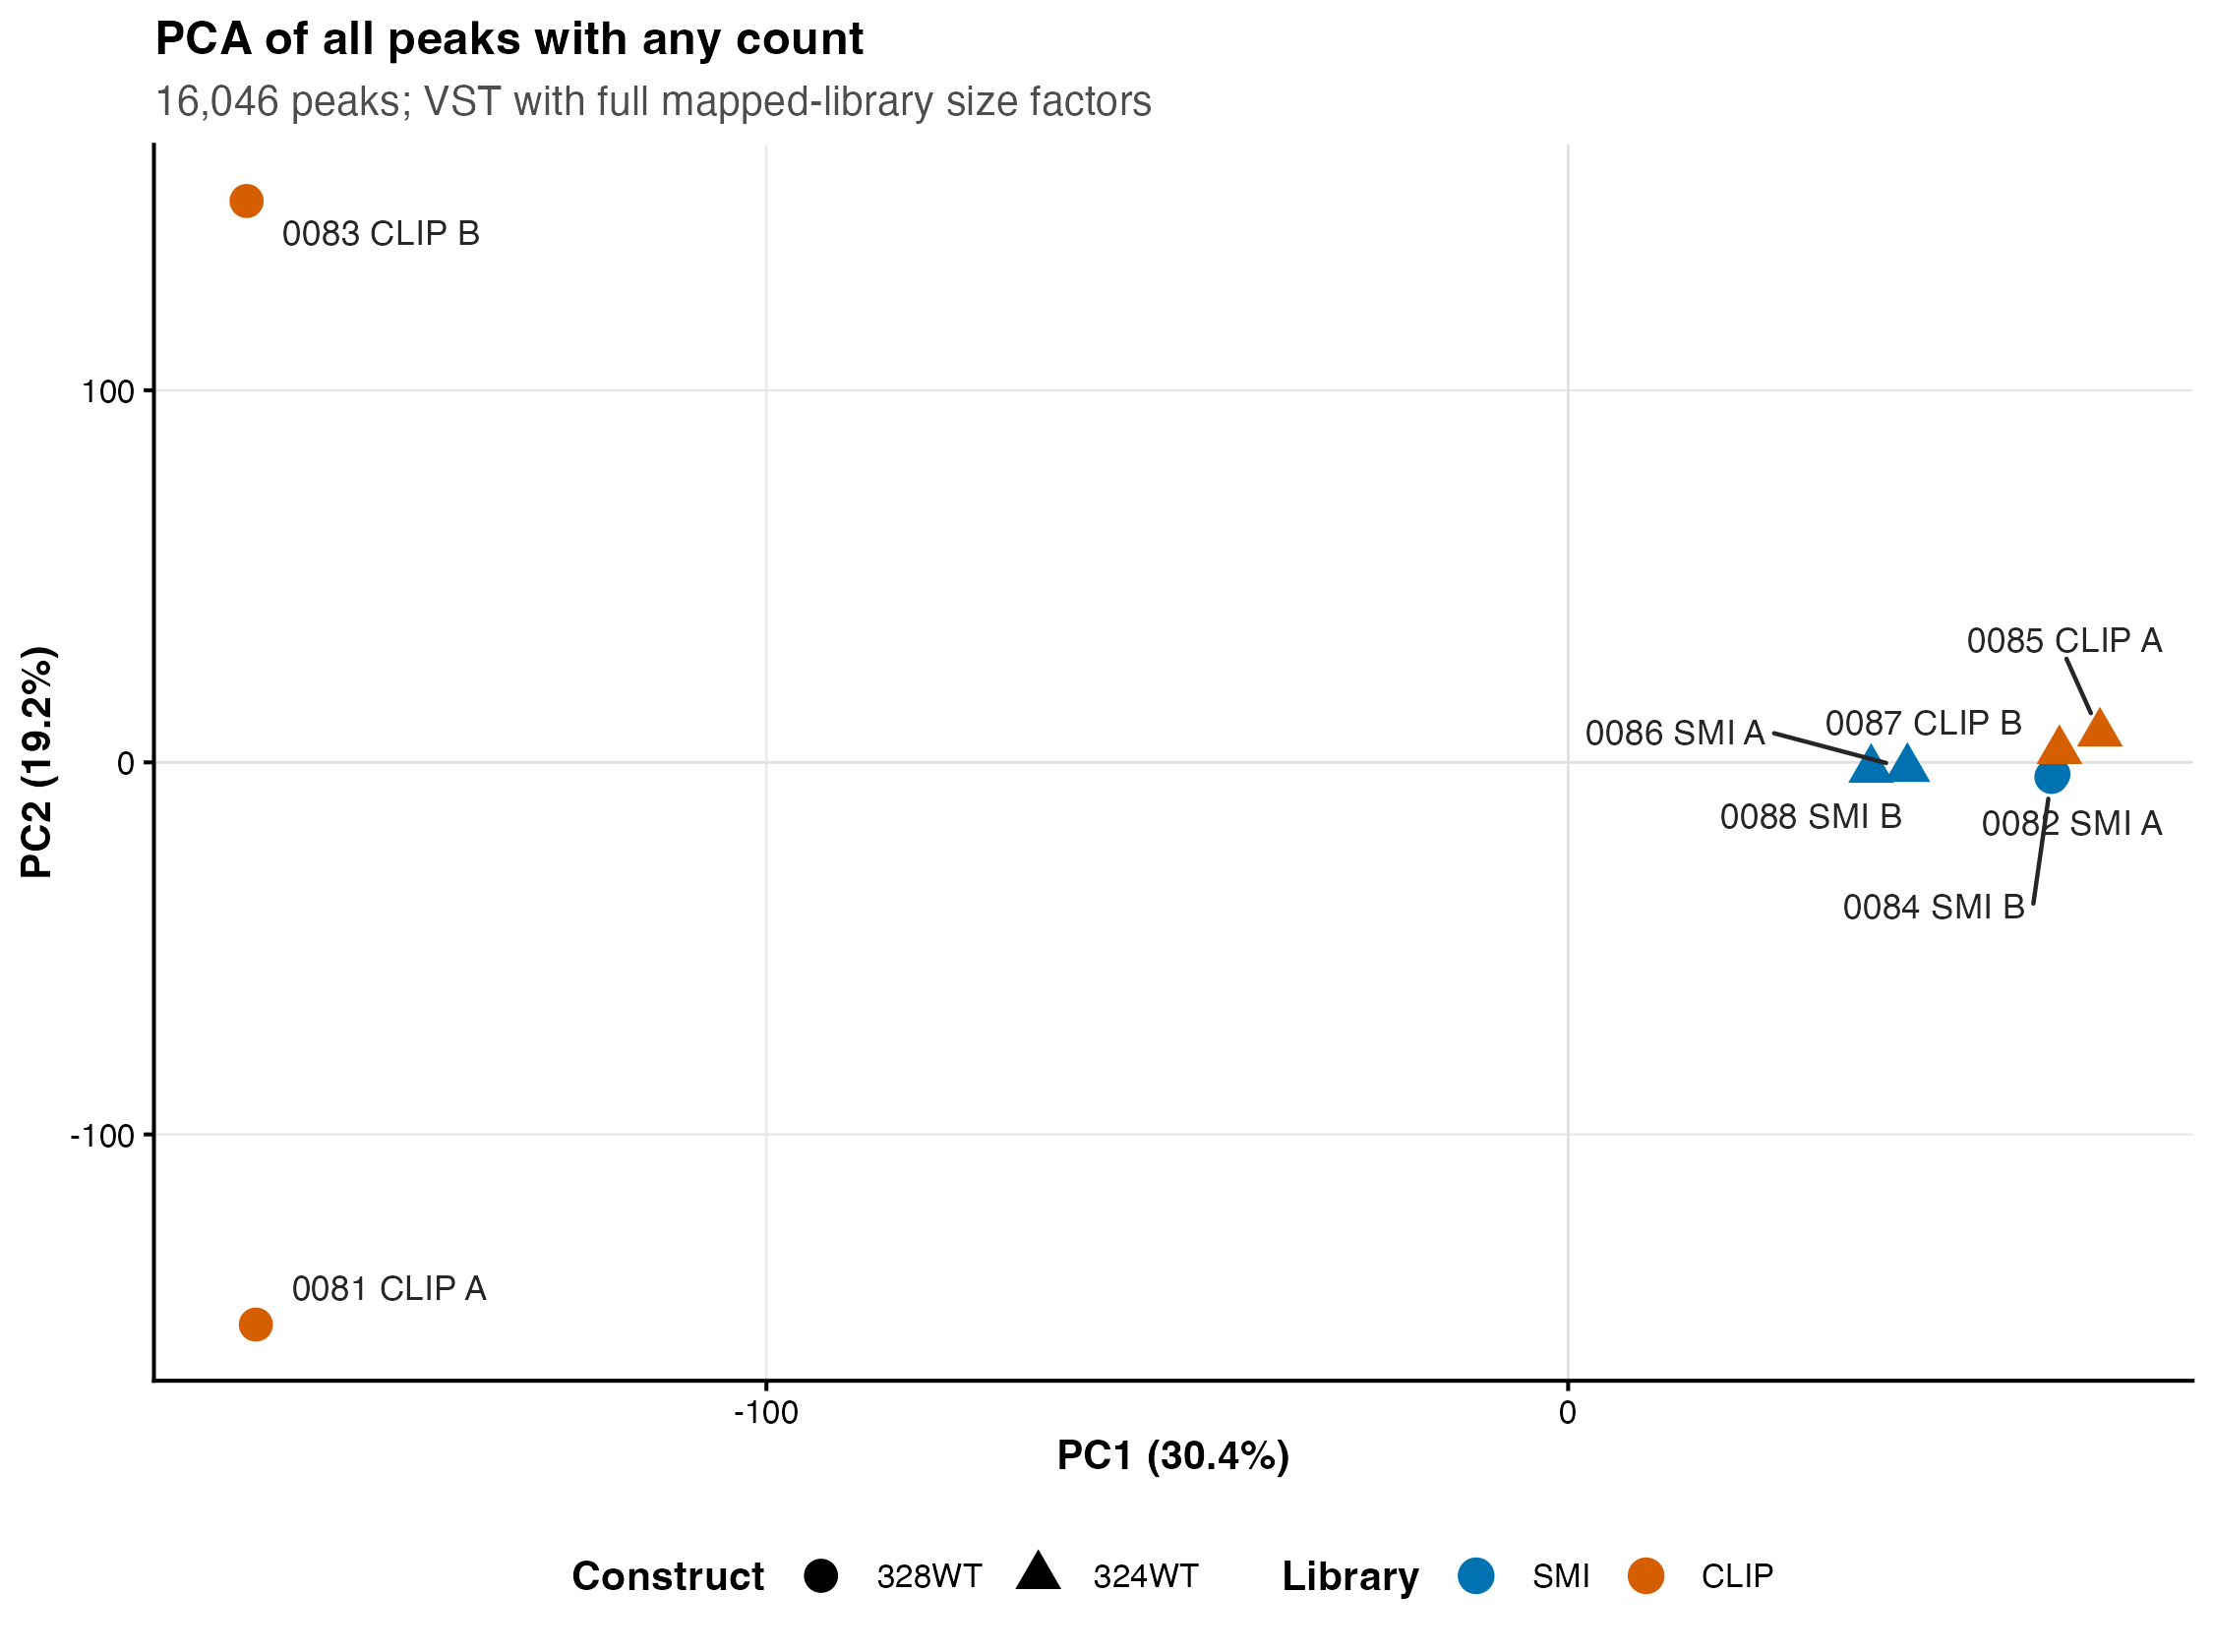 PCA of all peaks with any count
16,046 peaks; VST with full mapped-library size factors
0083 CLIP B
100
0085 CLIP A
0087 CLIP B
0086 SMI A
0
0088 SMI B
0082 SMI A
0084 SMI B
PC2 (19.2%)
-100
0081 CLIP A
-100
0
PC1 (30.4%)
Construct 328WT 324WT Library SMI CLIP